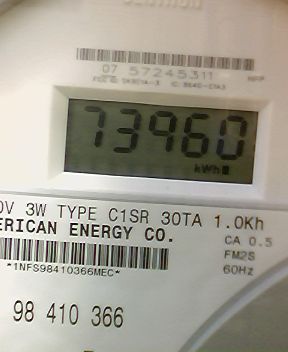 07 57245311
73960
kWh
0V 3W TYPE C1SR 30TA 1.0Kh
ERICAN ENERGY CO.
CA 0.5
FM2S
60Hz
*1NFS98410366MEC*
98 410 366